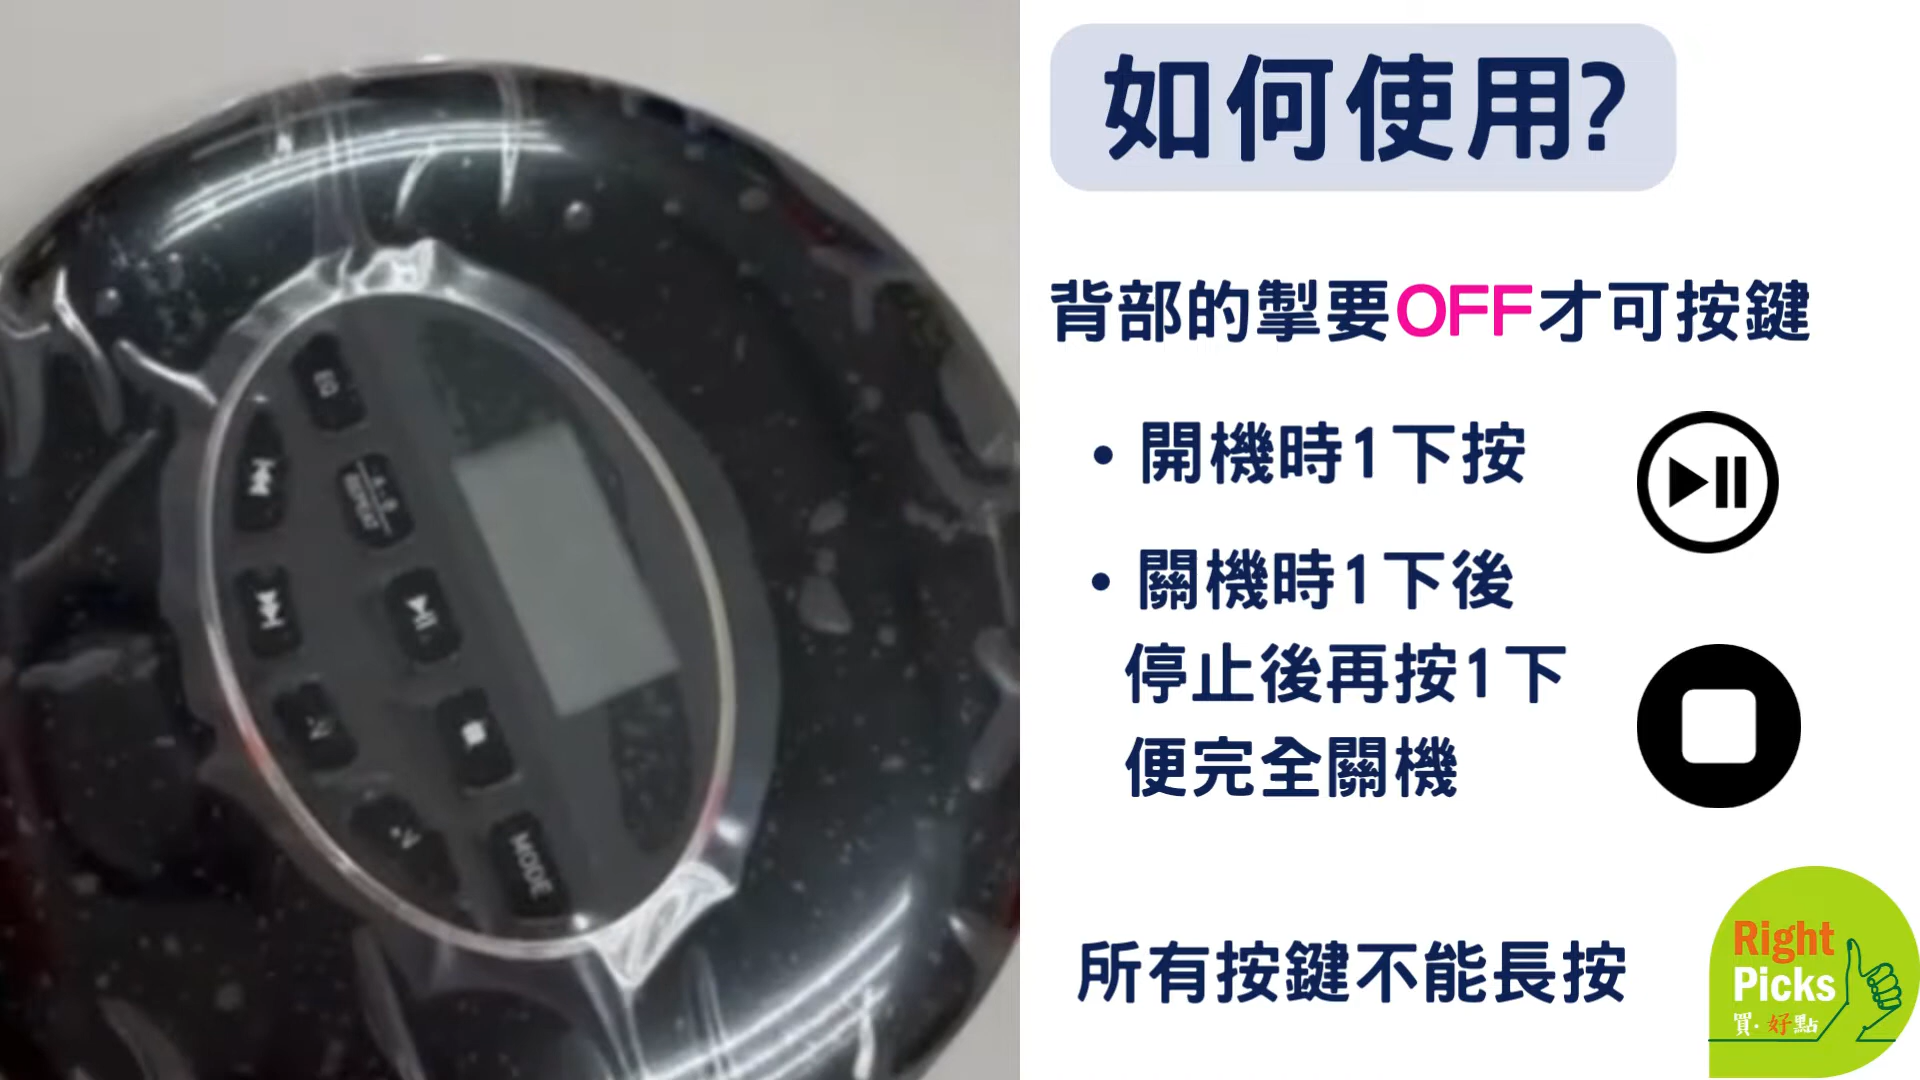 如何使用?
背部的掣要OFF才可按鍵
• 開機時1下按
• 關機時1下後
停止後再按1下
便完全關機
所有按鍵不能長按
EQ
A-B
REPEAT
MODE
Right
Picks
買·好點